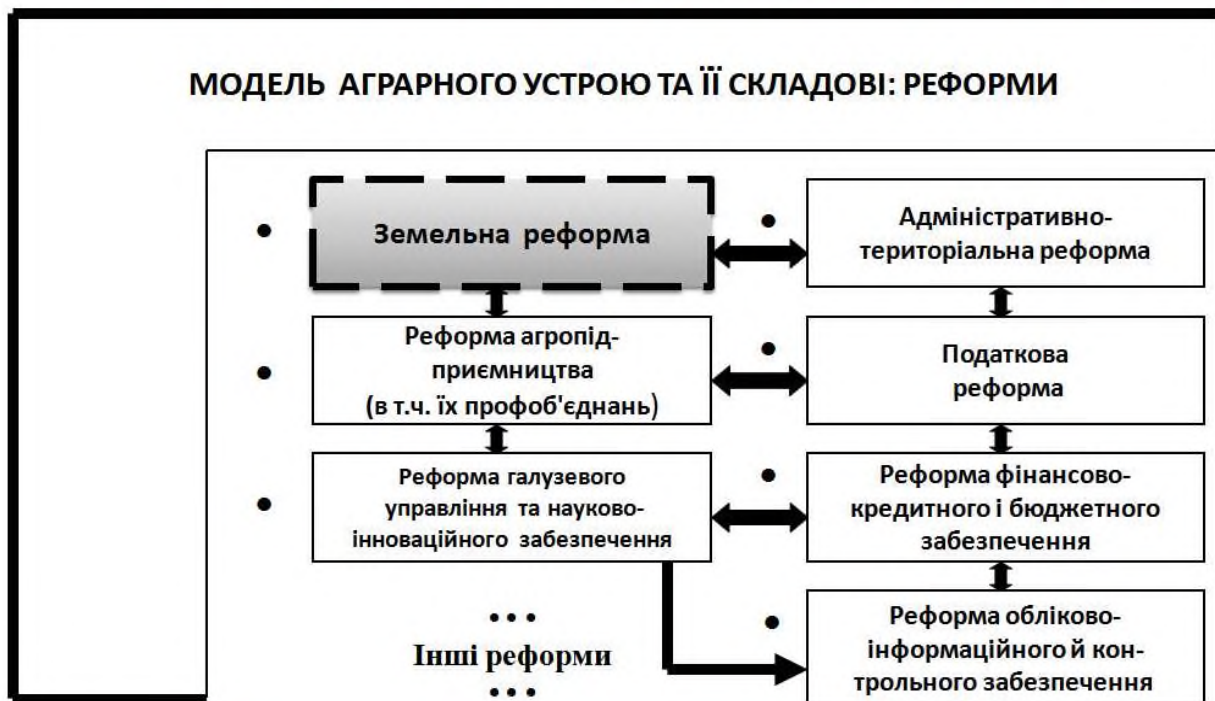 МОДЕЛЬ АГРАРНОГО УСТРОЮ ТА ЇЇ СКЛАДОВІ: РЕФОРМИ
• Земельна реформа
• Адміністративно-
територіальна реформа
• Реформа агропід-
приємництва
(в т.ч. їх профоб'єднань)
• Податкова
реформа
• Реформа галузевого
управління та науково-
інноваційного забезпечення
• Реформа фінансово-
кредитного і бюджетного
забезпечення
• • •
Інші реформи
• • •
• Реформа обліково-
інформаційного й кон-
трольного забезпечення